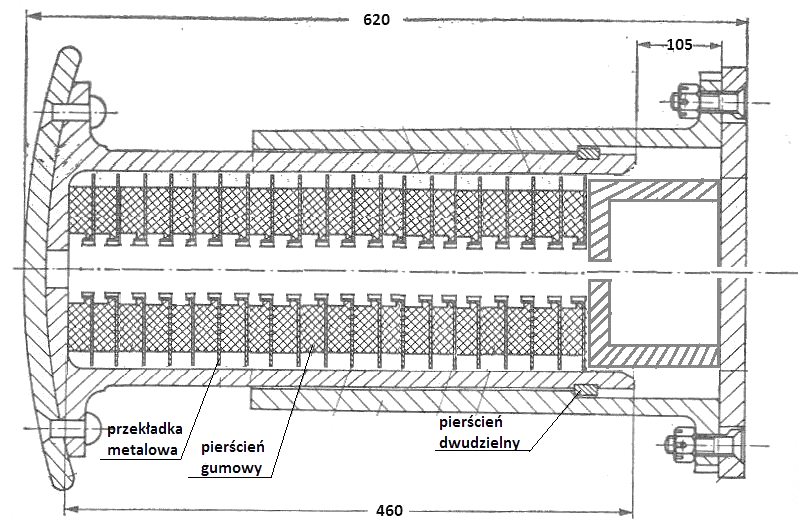 620
105
przekładka
metalowa
pierścień
gumowy
pierścień
dwudzielny
460